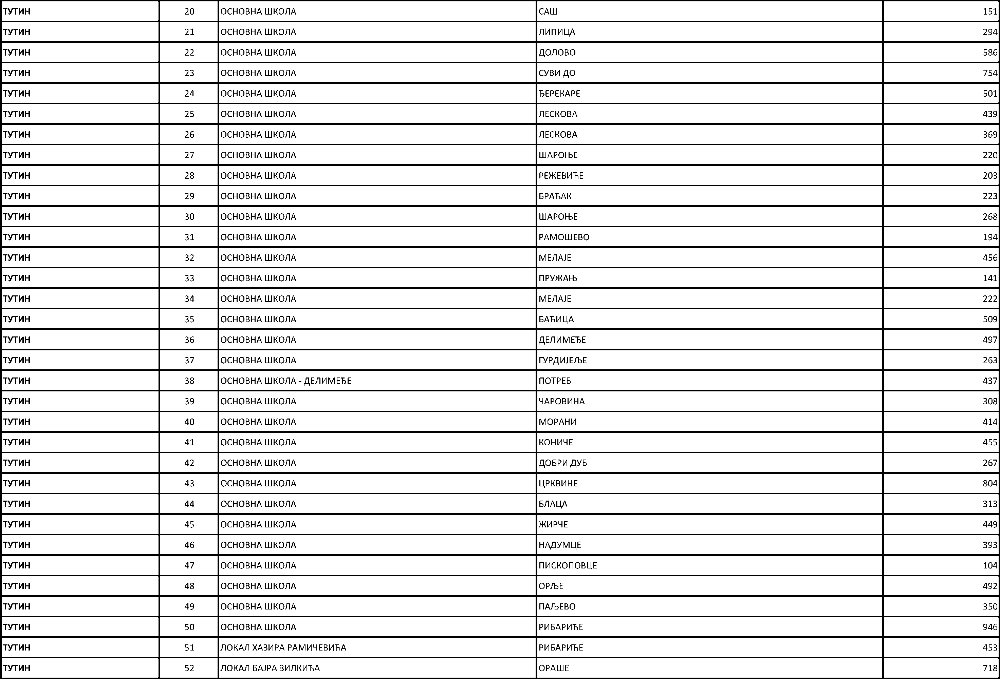 ТУТИН 20 ОСНОВНА ШКОЛА САШ 151
ТУТИН 21 ОСНОВНА ШКОЛА ЛИПИЦА 294
ТУТИН 22 ОСНОВНА ШКОЛА ДОЛОВО 586
ТУТИН 23 ОСНОВНА ШКОЛА СУВИ ДО 754
ТУТИН 24 ОСНОВНА ШКОЛА ЂЕРЕКАРЕ 501
ТУТИН 25 ОСНОВНА ШКОЛА ЛЕСКОВА 439
ТУТИН 26 ОСНОВНА ШКОЛА ЛЕСКОВА 369
ТУТИН 27 ОСНОВНА ШКОЛА ШАРОЊЕ 220
ТУТИН 28 ОСНОВНА ШКОЛА РЕЖЕВИЋЕ 203
ТУТИН 29 ОСНОВНА ШКОЛА БРАЋАК 223
ТУТИН 30 ОСНОВНА ШКОЛА ШАРОЊЕ 268
ТУТИН 31 ОСНОВНА ШКОЛА РАМОШЕВО 194
ТУТИН 32 ОСНОВНА ШКОЛА МЕЛАЈЕ 456
ТУТИН 33 ОСНОВНА ШКОЛА ПРУЖАЊ 141
ТУТИН 34 ОСНОВНА ШКОЛА МЕЛАЈЕ 222
ТУТИН 35 ОСНОВНА ШКОЛА БАЋИЦА 509
ТУТИН 36 ОСНОВНА ШКОЛА ДЕЛИМЕЂЕ 497
ТУТИН 37 ОСНОВНА ШКОЛА ГУРДИЈЕЉЕ 263
ТУТИН 38 ОСНОВНА ШКОЛА - ДЕЛИМЕЂЕ ПОТРЕБ 437
ТУТИН 39 ОСНОВНА ШКОЛА ЧАРОВИНА 308
ТУТИН 40 ОСНОВНА ШКОЛА МОРАНИ 414
ТУТИН 41 ОСНОВНА ШКОЛА КОНИЧЕ 455
ТУТИН 42 ОСНОВНА ШКОЛА ДОБРИ ДУБ 267
ТУТИН 43 ОСНОВНА ШКОЛА ЦРКВИНЕ 804
ТУТИН 44 ОСНОВНА ШКОЛА БЛАЦА 313
ТУТИН 45 ОСНОВНА ШКОЛА ЖИРЧЕ 449
ТУТИН 46 ОСНОВНА ШКОЛА НАДУМЦЕ 393
ТУТИН 47 ОСНОВНА ШКОЛА ПИСКОПОВЦЕ 104
ТУТИН 48 ОСНОВНА ШКОЛА ОРЉЕ 492
ТУТИН 49 ОСНОВНА ШКОЛА ПАЉЕВО 350
ТУТИН 50 ОСНОВНА ШКОЛА РИБАРИЋЕ 946
ТУТИН 51 ЛОКАЛ ХАЗИРА РАМИЧЕВИЋА РИБАРИЋЕ 453
ТУТИН 52 ЛОКАЛ БАЈРА ЗИЛКИЋА ОРАШЕ 718